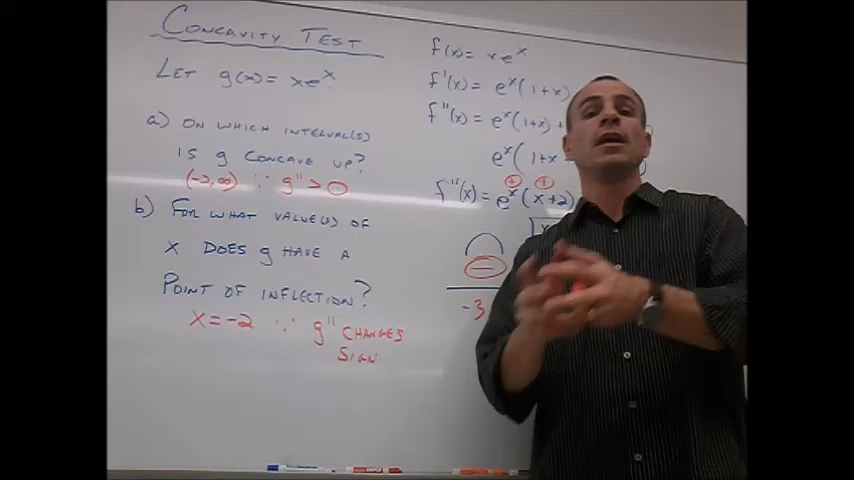 CONCAVITY TEST
LET g(x) = xe^x.
a) ON WHICH INTERVAL(S)
IS g CONCAVE UP?
(-2,∞) ∵ g'' > 0
b) FOR WHAT VALUE(S) OF
X DOES g HAVE A
POINT OF INFLECTION?
X = -2 ∵ g'' CHANGES
SIGN
f(x) = xe^x
f'(x) = e^x(1+x)
f''(x) = e^x(1+x) +
e^x(1+x
+ +
f''(x) = e^x(x+2)
x
−
-3